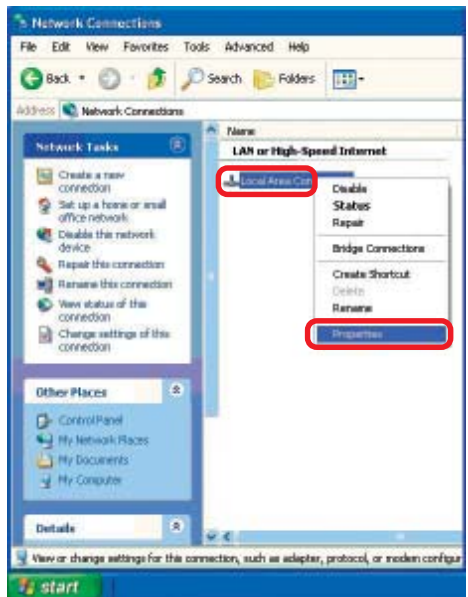 Network Connections
File Edit View Favorites Tools Advanced Help
Back Search Folders
Address Network Connections
Name
LAN or High-Speed Internet
Network Tasks
Create a new
connection
Set up a home or small
office network
Disable this network
device
Repair this connection
Rename this connection
View status of this
connection
Change settings of this
connection
Local Area Con
Disable
Status
Repair
Bridge Connections
Create Shortcut
Delete
Rename
Properties
Other Places
Control Panel
My Network Places
My Documents
My Computer
Details
View or change settings for this connection, such as adapter, protocol, or modem configur
start